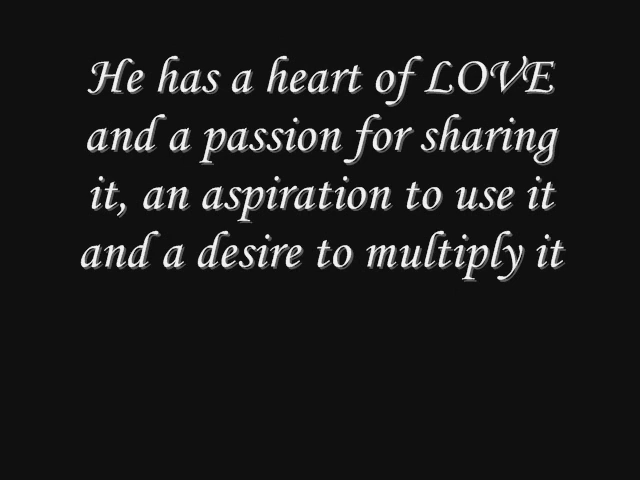 He has a heart of LOVE
and a passion for sharing
it, an aspiration to use it
and a desire to multiply it